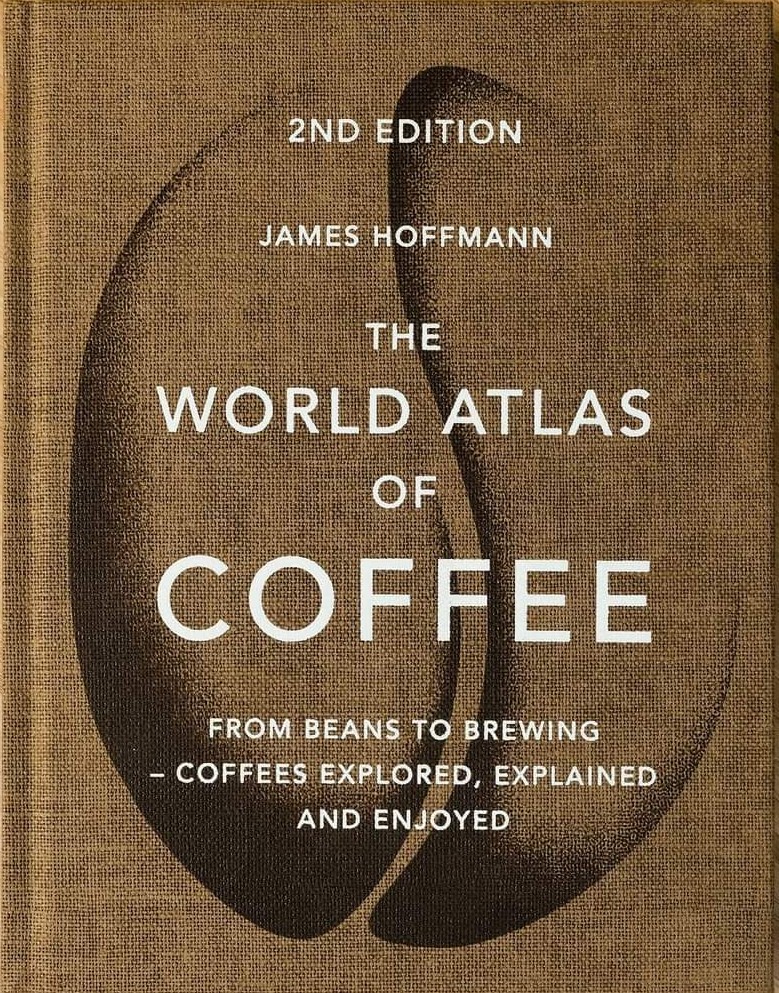 2ND EDITION
JAMES HOFFMANN
THE
WORLD ATLAS
OF
COFFEE
FROM BEANS TO BREWING
– COFFEES EXPLORED, EXPLAINED
AND ENJOYED